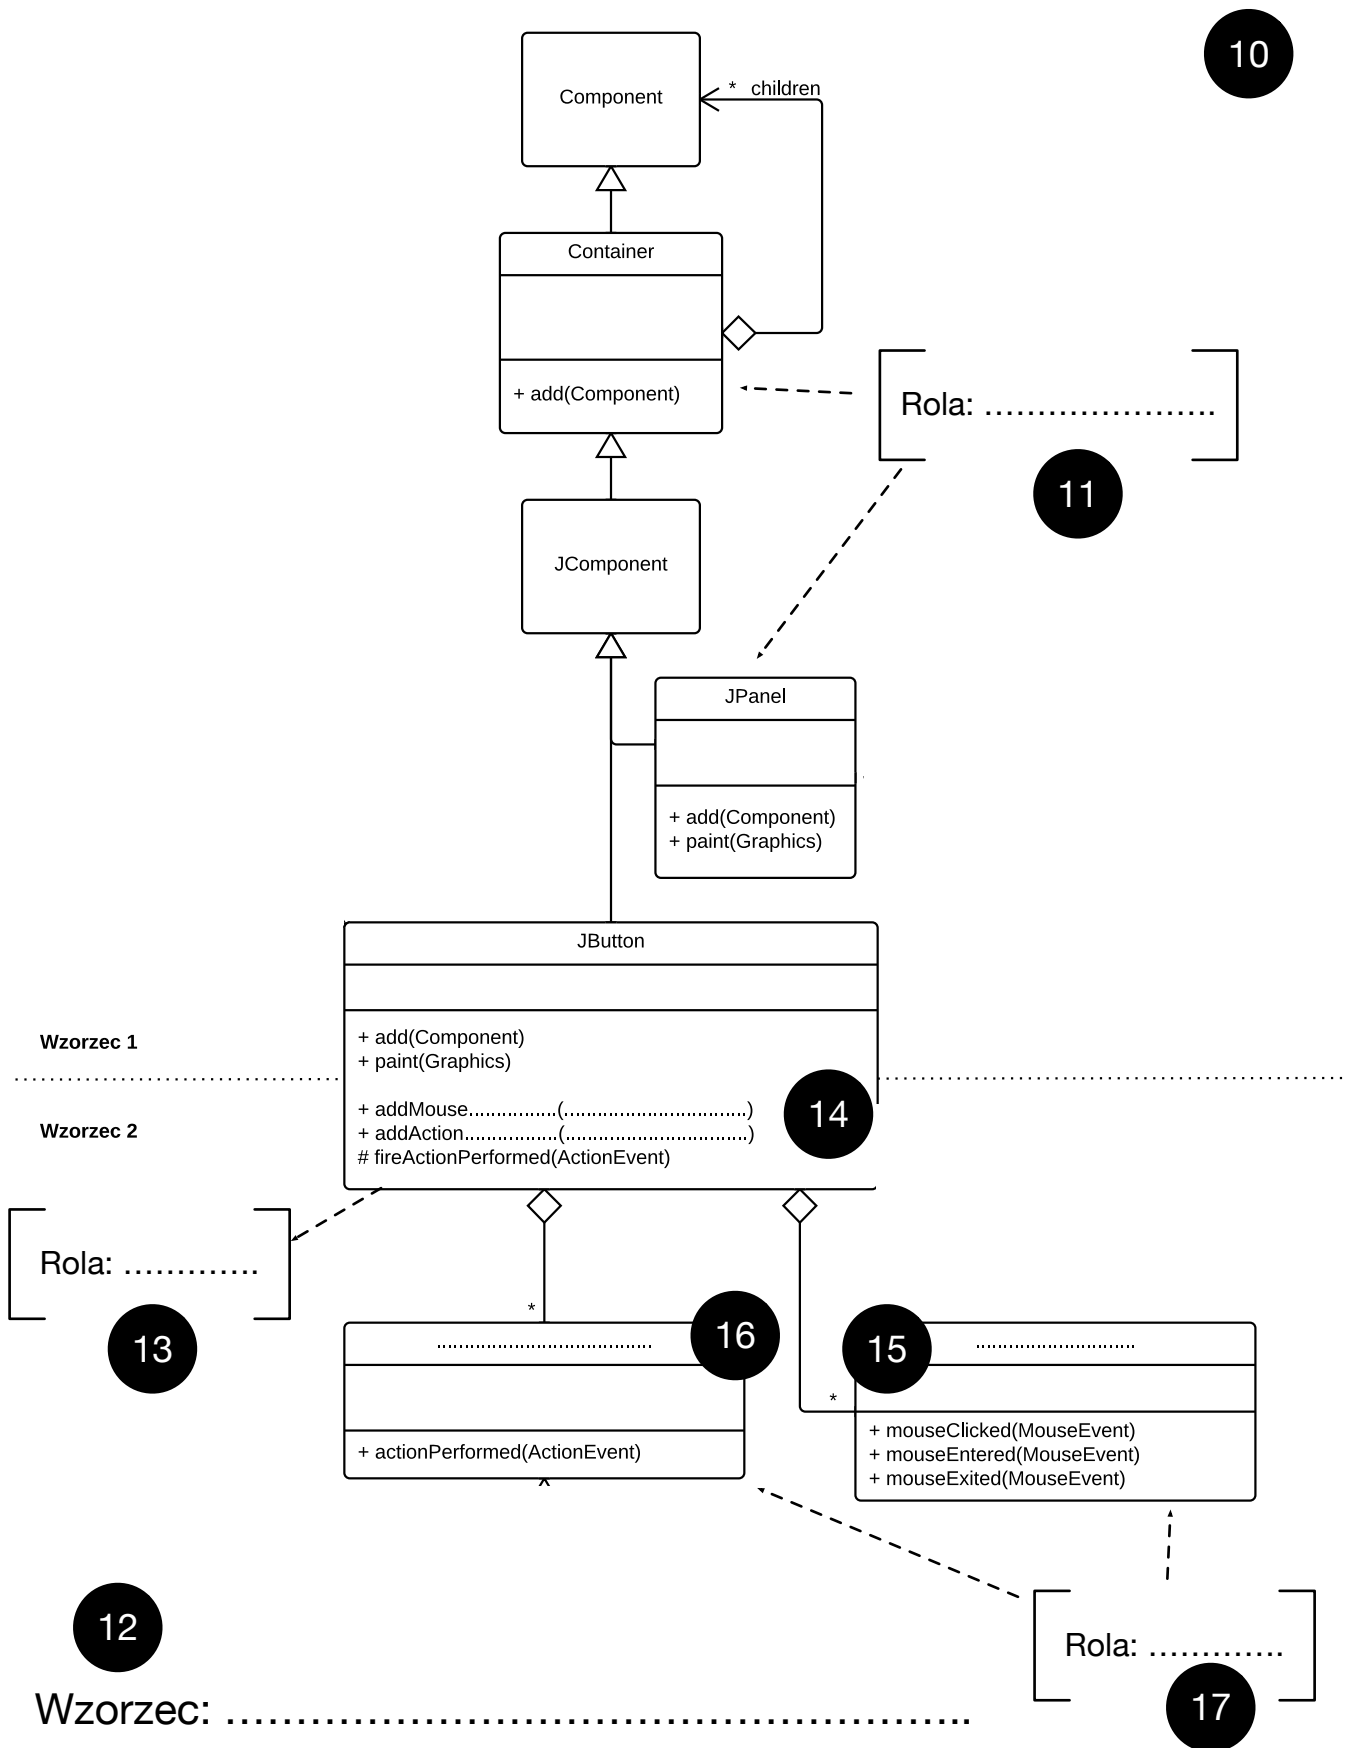 10
Component
* children
Container
+ add(Component)
Rola: ......................
11
JComponent
JPanel
+ add(Component)
+ paint(Graphics)
JButton
+ add(Component)
+ paint(Graphics)
Wzorzec 1
+ addMouse...............(................................)
+ addAction................(................................)
# fireActionPerformed(ActionEvent)
14
Wzorzec 2
Rola: .............
13
*
16
.....................................
+ actionPerformed(ActionEvent)
15
............................
*
+ mouseClicked(MouseEvent)
+ mouseEntered(MouseEvent)
+ mouseExited(MouseEvent)
12
Rola: .............
17
Wzorzec: ......................................................